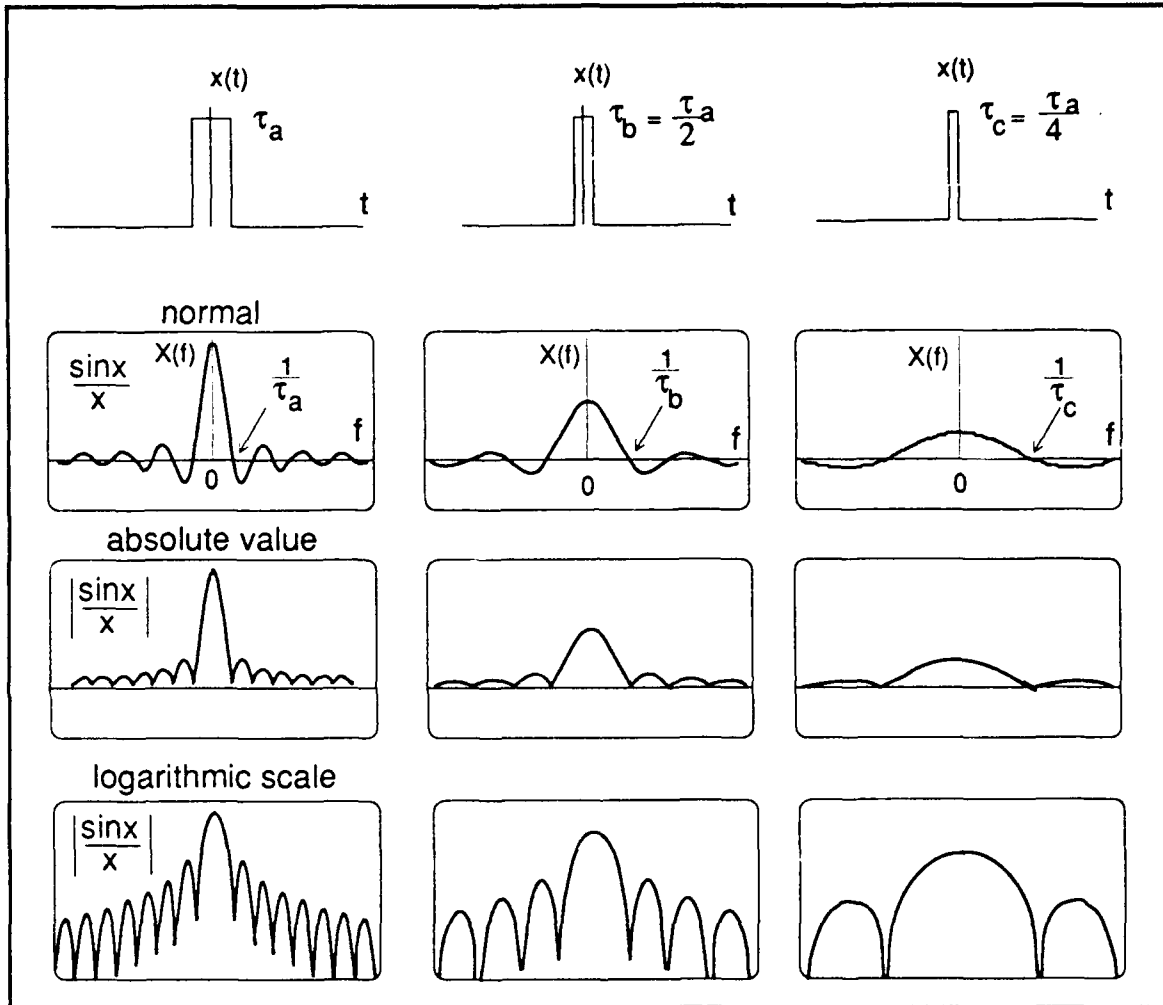 x(t)
τa
t
x(t)
τb = τa/2
t
x(t)
τc = τa/4
t
normal
sinx/x
X(f)
1/τa
f
0
X(f)
1/τb
f
0
X(f)
1/τc
f
0
absolute value
|sinx/x|
logarithmic scale
|sinx/x|